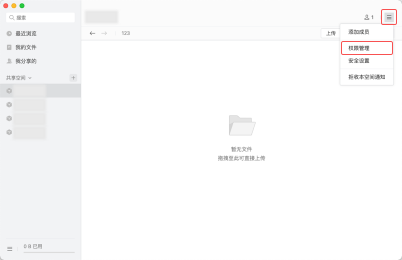 搜索
最近浏览
我的文件
我分享的
共享空间
0 B 已用
1
123
上传
添加成员
权限管理
安全设置
拒收本空间通知
暂无文件
拖拽至此可直接上传